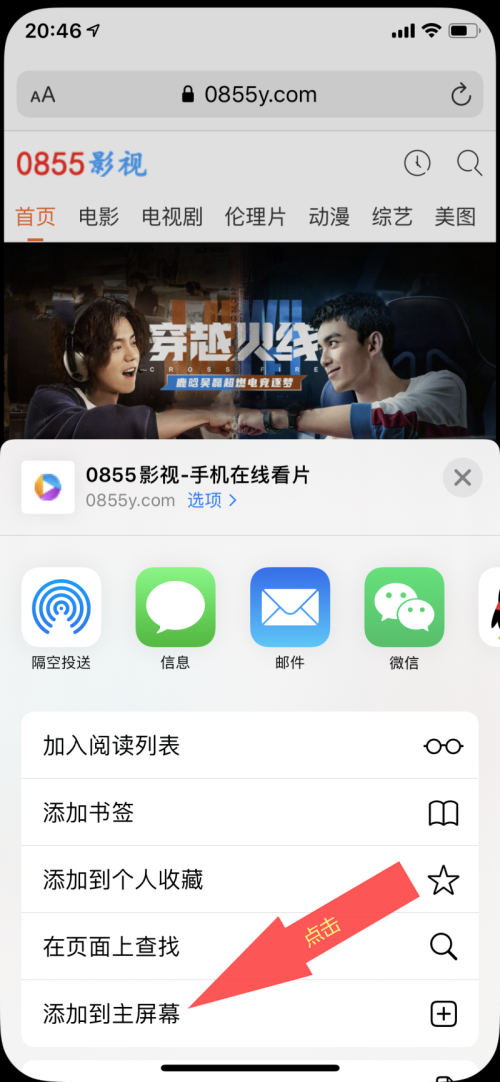 20:46
AA 0855y.com
0855影视
首页 电影 电视剧 伦理片 动漫 综艺 美图
穿越火线
CROSS FIRE
鹿晗吴磊超燃电竞逐梦
0855影视-手机在线看片
0855y.com 选项
隔空投送 信息 邮件 微信
加入阅读列表
添加书签
添加到个人收藏
点击
在页面上查找
添加到主屏幕